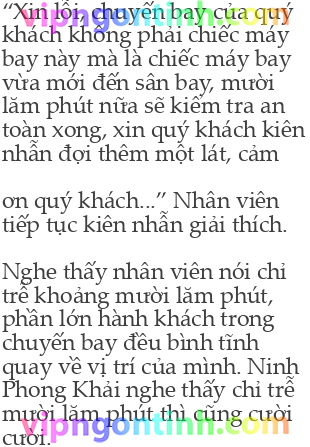 “Xin lỗi, chuyến bay của quý
khách không phải chiếc máy
bay này mà là chiếc máy bay
vừa mới đến sân bay, mười
lăm phút nữa sẽ kiểm tra an
toàn xong, xin quý khách kiên
nhẫn đợi thêm một lát, cảm
ơn quý khách...” Nhân viên
tiếp tục kiên nhẫn giải thích.
Nghe thấy nhân viên nói chỉ
trễ khoảng mười lăm phút,
phần lớn hành khách trong
chuyến bay đều bình tĩnh
quay về vị trí của mình. Ninh
Phong Khải nghe thấy chỉ trễ
mười lăm phút thì cũng cười
cười.
vipngontinh.com
vipngontinh.com